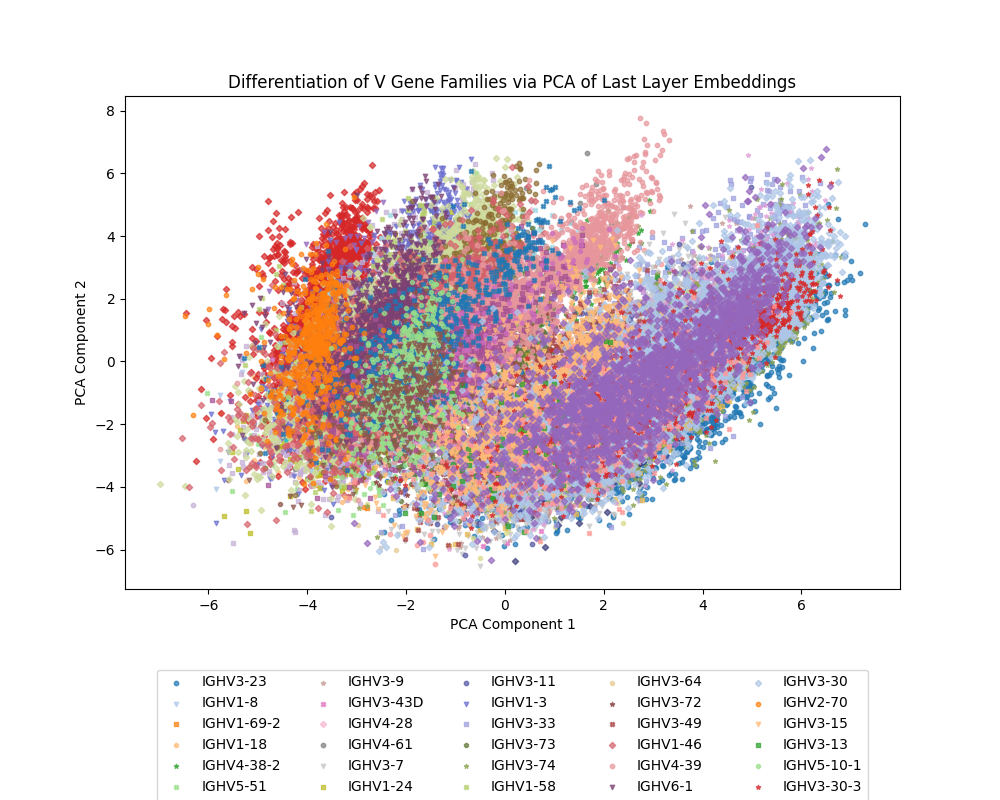 Differentiation of V Gene Families via PCA of Last Layer Embeddings
PCA Component 2
8
6
4
2
0
−2
−4
−6
−6 −4 −2 0 2 4 6
PCA Component 1
IGHV3-23 IGHV3-9 IGHV3-11 IGHV3-64 IGHV3-30
IGHV1-8 IGHV3-43D IGHV1-3 IGHV3-72 IGHV2-70
IGHV1-69-2 IGHV4-28 IGHV3-33 IGHV3-49 IGHV3-15
IGHV1-18 IGHV4-61 IGHV3-73 IGHV1-46 IGHV3-13
IGHV4-38-2 IGHV3-7 IGHV3-74 IGHV4-39 IGHV5-10-1
IGHV5-51 IGHV1-24 IGHV1-58 IGHV6-1 IGHV3-30-3